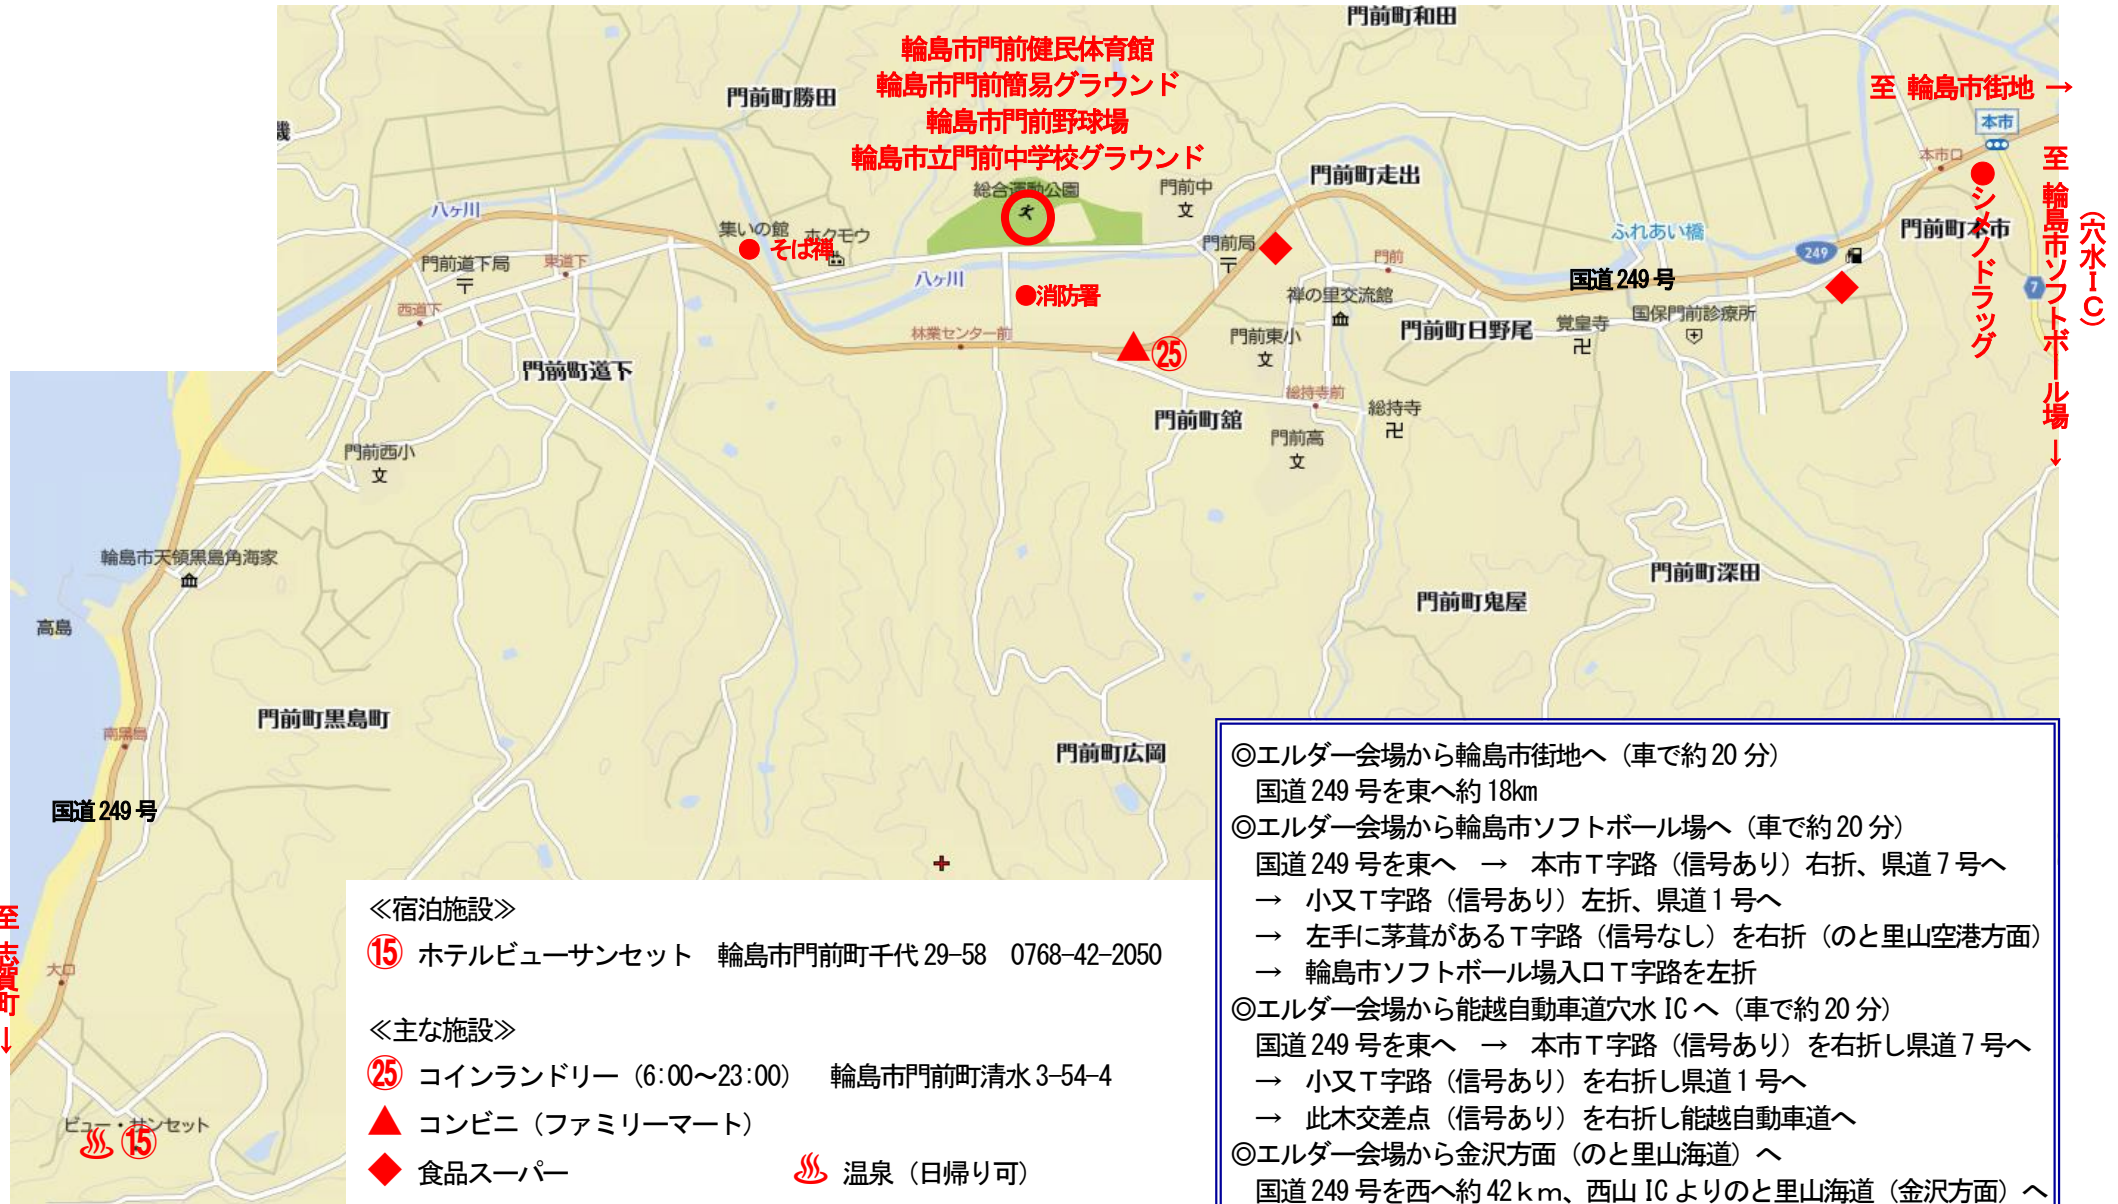 門前町和田
輪島市門前健民体育館
輪島市門前簡易グラウンド
輪島市門前野球場
輪島市立門前中学校グラウンド
門前町勝田
至 輪島市街地 →
本市
本市口
至 輪島市ソフトボール場 ↓
(穴水IC)
シメノドラッグ
門前町本市
7
総合運動公園
門前中
文
門前町走出
八ヶ川
集いの館
ホクモウ
そば禅
門前局
〒
門前
ふれあい橋
249
国道249号
門前道下局
〒
東道下
西道下
八ヶ川
消防署
禅の里交流館
門前町日野尾
覚皇寺
卍
国保門前診療所
林業センター前
25
門前東小
文
門前町道下
総持寺前
総持寺
卍
門前町舘
門前高
文
門前西小
文
輪島市天領黒島角海家
高島
門前町深田
門前町鬼屋
門前町黒島町
南黒島
門前町広岡
国道249号
至 志賀町 ↓
大口
ビュー・サンセット
15
≪宿泊施設≫
⑮ ホテルビューサンセット 輪島市門前町千代29-58 0768-42-2050
≪主な施設≫
㉕ コインランドリー(6:00〜23:00) 輪島市門前町清水3-54-4
▲ コンビニ(ファミリーマート)
◆ 食品スーパー ♨ 温泉(日帰り可)
◎エルダー会場から輪島市街地へ(車で約20分)
国道249号を東へ約18km
◎エルダー会場から輪島市ソフトボール場へ(車で約20分)
国道249号を東へ → 本市T字路(信号あり)右折、県道7号へ
→ 小又T字路(信号あり)左折、県道1号へ
→ 左手に茅葺があるT字路(信号なし)を右折(のと里山空港方面)
→ 輪島市ソフトボール場入口T字路を左折
◎エルダー会場から能越自動車道穴水ICへ(車で約20分)
国道249号を東へ → 本市T字路(信号あり)を右折し県道7号へ
→ 小又T字路(信号あり)を右折し県道1号へ
→ 此木交差点(信号あり)を右折し能越自動車道へ
◎エルダー会場から金沢方面(のと里山海道)へ
国道249号を西へ約42km、西山ICよりのと里山海道(金沢方面)へ